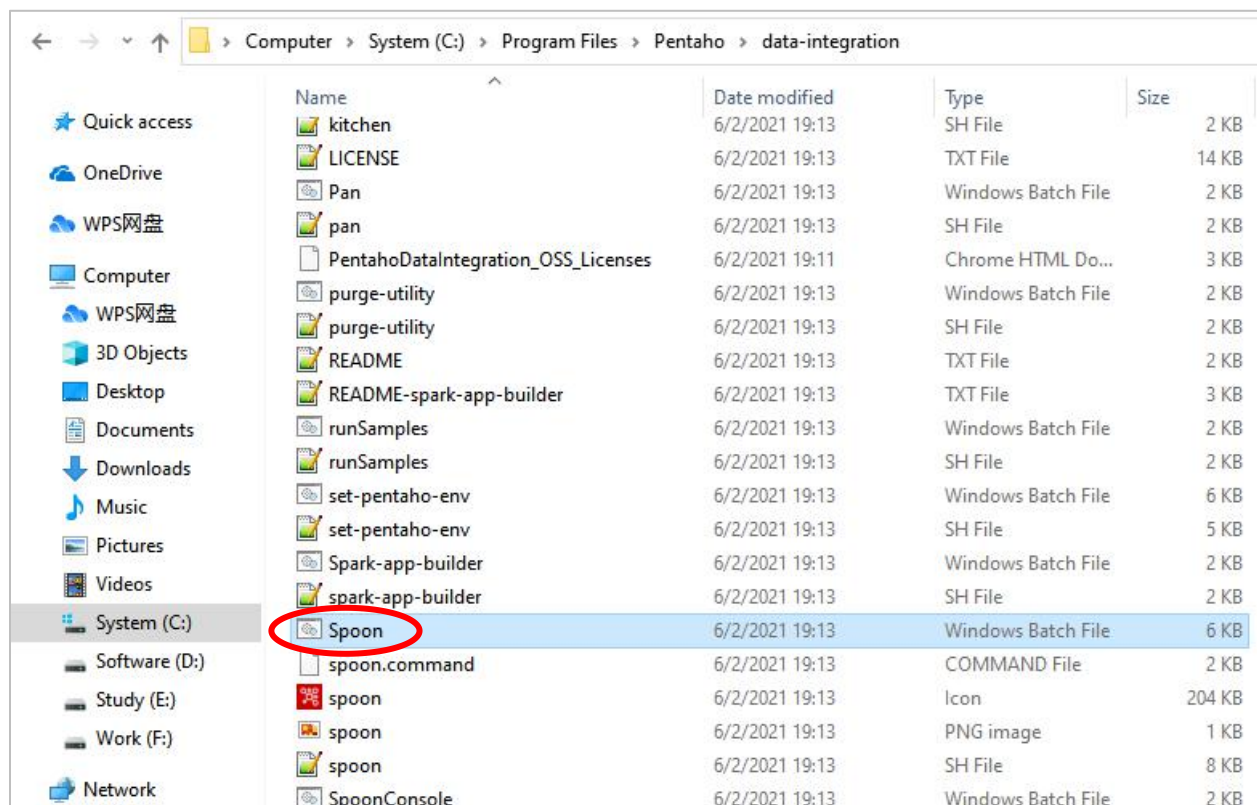 Computer > System (C:) > Program Files > Pentaho > data-integration
Quick access
OneDrive
WPS网盘
Computer
WPS网盘
3D Objects
Desktop
Documents
Downloads
Music
Pictures
Videos
System (C:)
Software (D:)
Study (E:)
Work (F:)
Network
Name Date modified Type Size
kitchen 6/2/2021 19:13 SH File 2 KB
LICENSE 6/2/2021 19:13 TXT File 14 KB
Pan 6/2/2021 19:13 Windows Batch File 2 KB
pan 6/2/2021 19:13 SH File 2 KB
PentahoDataIntegration_OSS_Licenses 6/2/2021 19:11 Chrome HTML Do... 3 KB
purge-utility 6/2/2021 19:13 Windows Batch File 2 KB
purge-utility 6/2/2021 19:13 SH File 2 KB
README 6/2/2021 19:13 TXT File 2 KB
README-spark-app-builder 6/2/2021 19:13 TXT File 3 KB
runSamples 6/2/2021 19:13 Windows Batch File 2 KB
runSamples 6/2/2021 19:13 SH File 2 KB
set-pentaho-env 6/2/2021 19:13 Windows Batch File 6 KB
set-pentaho-env 6/2/2021 19:13 SH File 5 KB
Spark-app-builder 6/2/2021 19:13 Windows Batch File 2 KB
spark-app-builder 6/2/2021 19:13 SH File 2 KB
Spoon 6/2/2021 19:13 Windows Batch File 6 KB
spoon.command 6/2/2021 19:13 COMMAND File 2 KB
spoon 6/2/2021 19:13 Icon 204 KB
spoon 6/2/2021 19:13 PNG image 1 KB
spoon 6/2/2021 19:13 SH File 8 KB
SpoonConsole 6/2/2021 19:13 Windows Batch File 2 KB